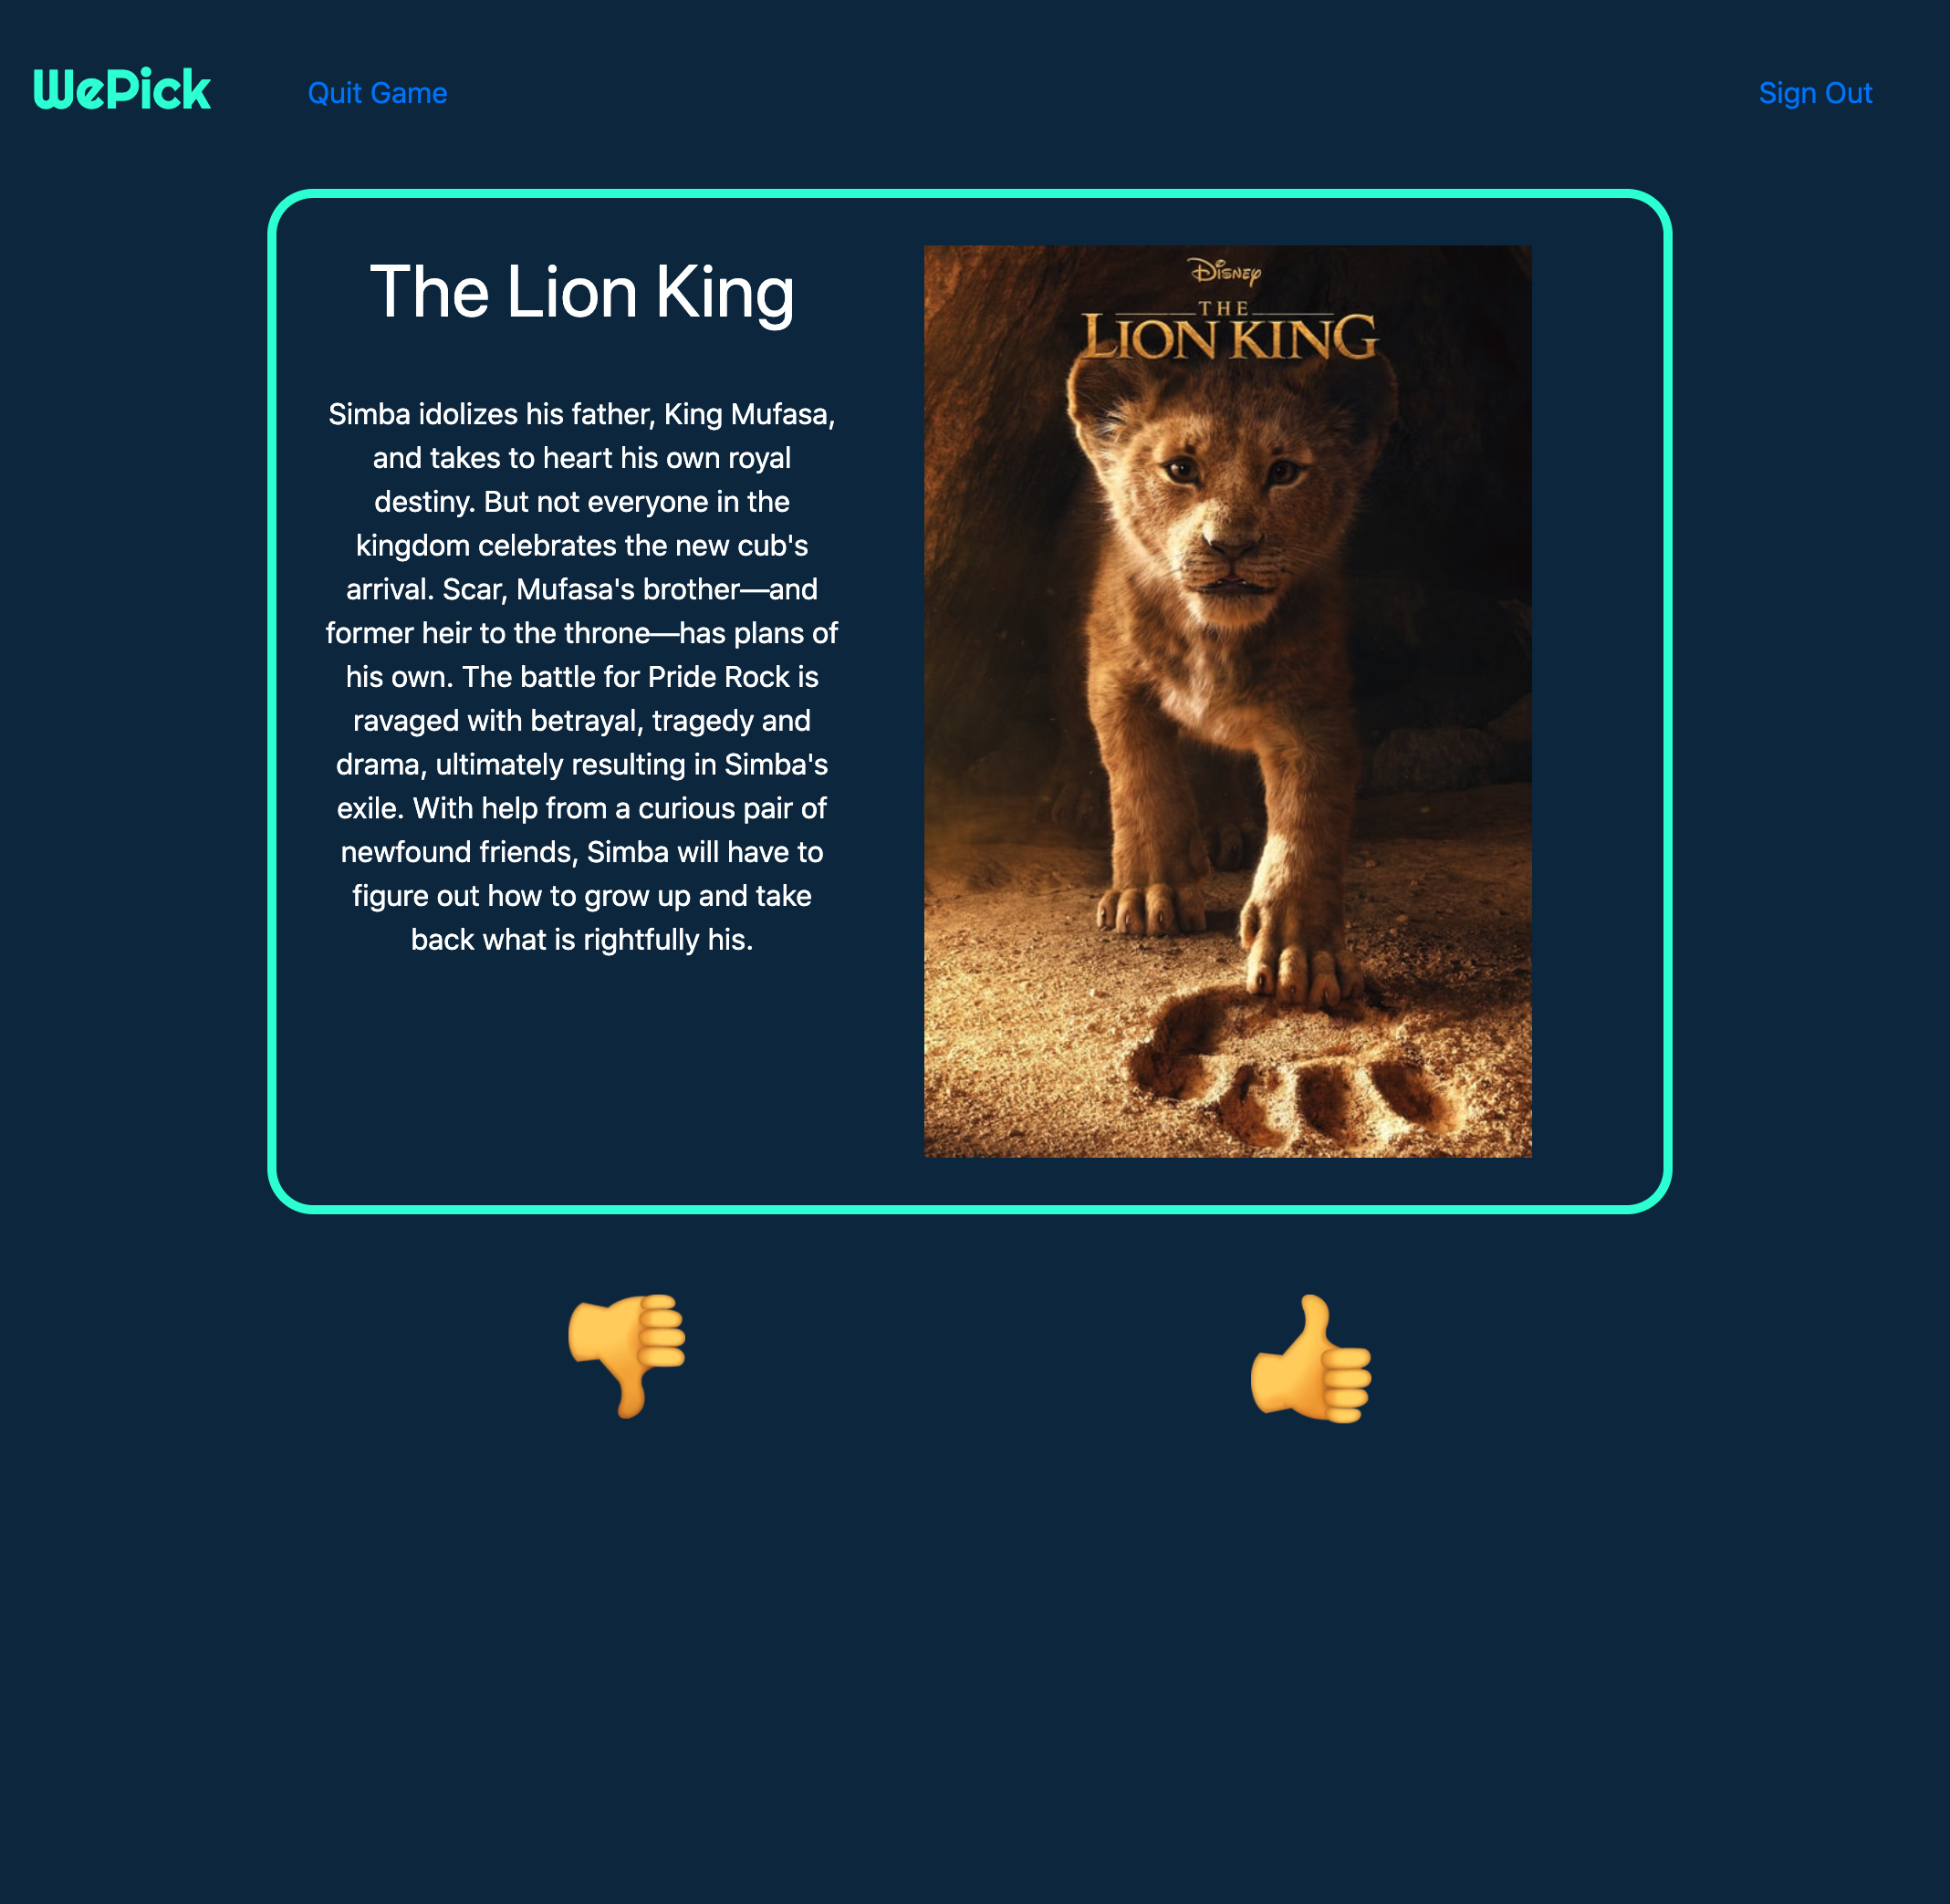 WePick
Quit Game
Sign Out
The Lion King
Simba idolizes his father, King Mufasa,
and takes to heart his own royal
destiny. But not everyone in the
kingdom celebrates the new cub's
arrival. Scar, Mufasa's brother—and
former heir to the throne—has plans of
his own. The battle for Pride Rock is
ravaged with betrayal, tragedy and
drama, ultimately resulting in Simba's
exile. With help from a curious pair of
newfound friends, Simba will have to
figure out how to grow up and take
back what is rightfully his.
Disney
THE
LION KING